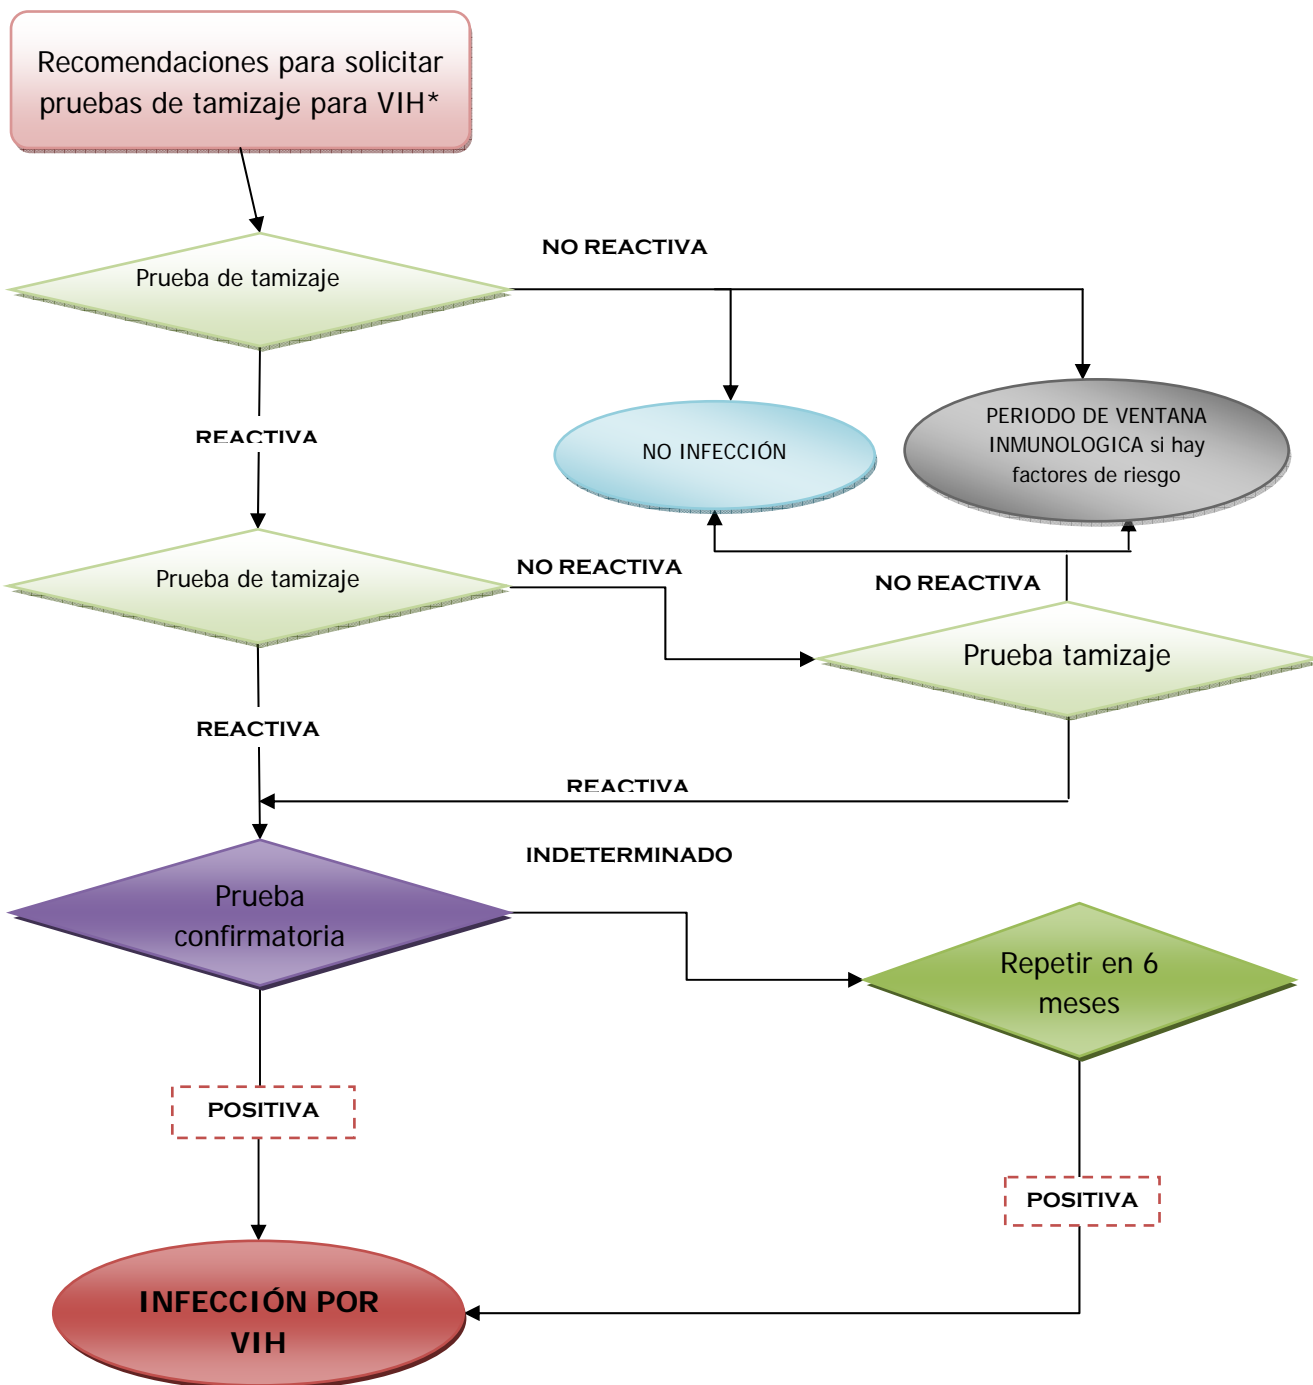 Recomendaciones para solicitar
pruebas de tamizaje para VIH*
NO REACTIVA
Prueba de tamizaje
REACTIVA
NO INFECCIÓN
PERIODO DE VENTANA
INMUNOLOGICA si hay
factores de riesgo
Prueba de tamizaje
NO REACTIVA
NO REACTIVA
Prueba tamizaje
REACTIVA
REACTIVA
INDETERMINADO
Prueba
confirmatoria
Repetir en 6
meses
POSITIVA
POSITIVA
INFECCIÓN POR
VIH